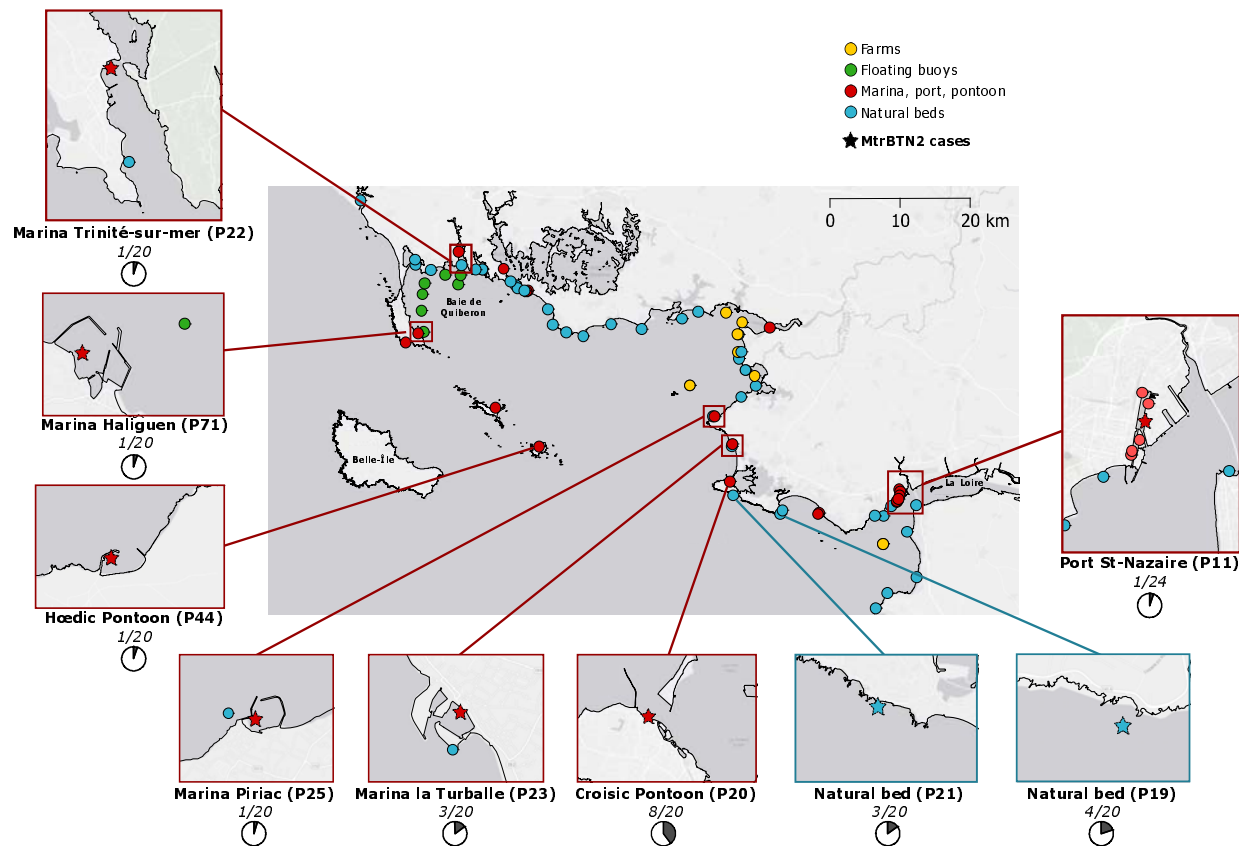 Farms
Floating buoys
Marina, port, pontoon
Natural beds
MtrBTN2 cases
0 10 20 km
Marina Trinité-sur-mer (P22)
1/20
Baie de
Quiberon
Marina Haliguen (P71)
1/20
Belle-Île
La Loire
Hœdic Pontoon (P44)
1/20
Port St-Nazaire (P11)
1/24
Marina Piriac (P25)
1/20
Marina la Turballe (P23)
3/20
Croisic Pontoon (P20)
8/20
Natural bed (P21)
3/20
Natural bed (P19)
4/20